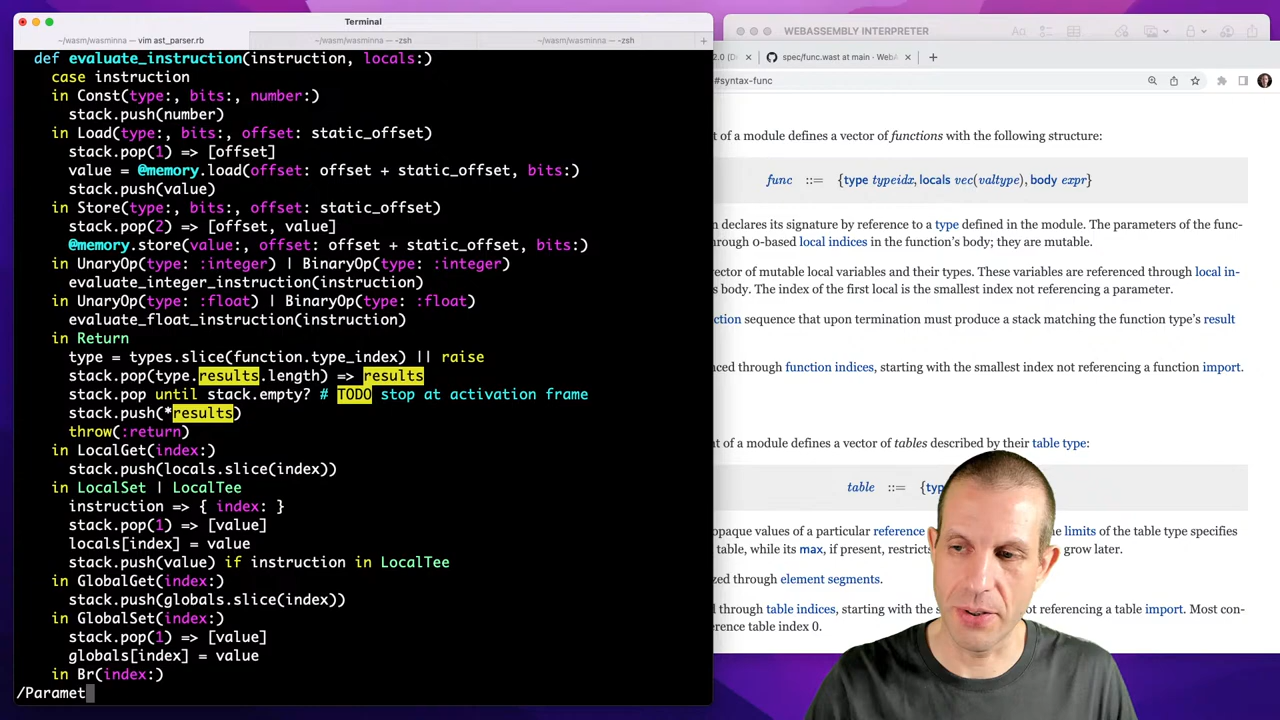 Terminal
~/wasm/wasminna — vim ast_parser.rb
~/wasm/wasminna — -zsh
~/wasm/wasminna — -zsh
+
def evaluate_instruction(instruction, locals:)
case instruction
in Const(type:, bits:, number:)
stack.push(number)
in Load(type:, bits:, offset: static_offset)
stack.pop(1) => [offset]
value = @memory.load(offset: offset + static_offset, bits:)
stack.push(value)
in Store(type:, bits:, offset: static_offset)
stack.pop(2) => [offset, value]
@memory.store(value:, offset: offset + static_offset, bits:)
in UnaryOp(type: :integer) | BinaryOp(type: :integer)
evaluate_integer_instruction(instruction)
in UnaryOp(type: :float) | BinaryOp(type: :float)
evaluate_float_instruction(instruction)
in Return
type = types.slice(function.type_index) || raise
stack.pop(type.results.length) => results
stack.pop until stack.empty? # TODO stop at activation frame
stack.push(*results)
throw(:return)
in LocalGet(index:)
stack.push(locals.slice(index))
in LocalSet | LocalTee
instruction => { index: }
stack.pop(1) => [value]
locals[index] = value
stack.push(value) if instruction in LocalTee
in GlobalGet(index:)
stack.push(globals.slice(index))
in GlobalSet(index:)
stack.pop(1) => [value]
globals[index] = value
in Br(index:)
/Paramet
WEBASSEMBLY INTERPRETER
2.0 (D
spec/func.wast at main · WebA
#syntax-func
t of a module defines a vector of functions with the following structure:
func ::= {type typeidx, locals vec(valtype), body expr}
n declares its signature by reference to a type defined in the module. The parameters of the func-
rough 0-based local indices in the function's body; they are mutable.
vector of mutable local variables and their types. These variables are referenced through local in-
s body. The index of the first local is the smallest index not referencing a parameter.
ction sequence that upon termination must produce a stack matching the function type's result
nced through function indices, starting with the smallest index not referencing a function import.
t of a module defines a vector of tables described by their table type:
table ::= {typ
opaque values of a particular reference
limits of the table type specifies
table, while its max, if present, restric
grow later.
zed through element segments.
d through table indices, starting with the s
not referencing a table import. Most con-
erence table index 0.